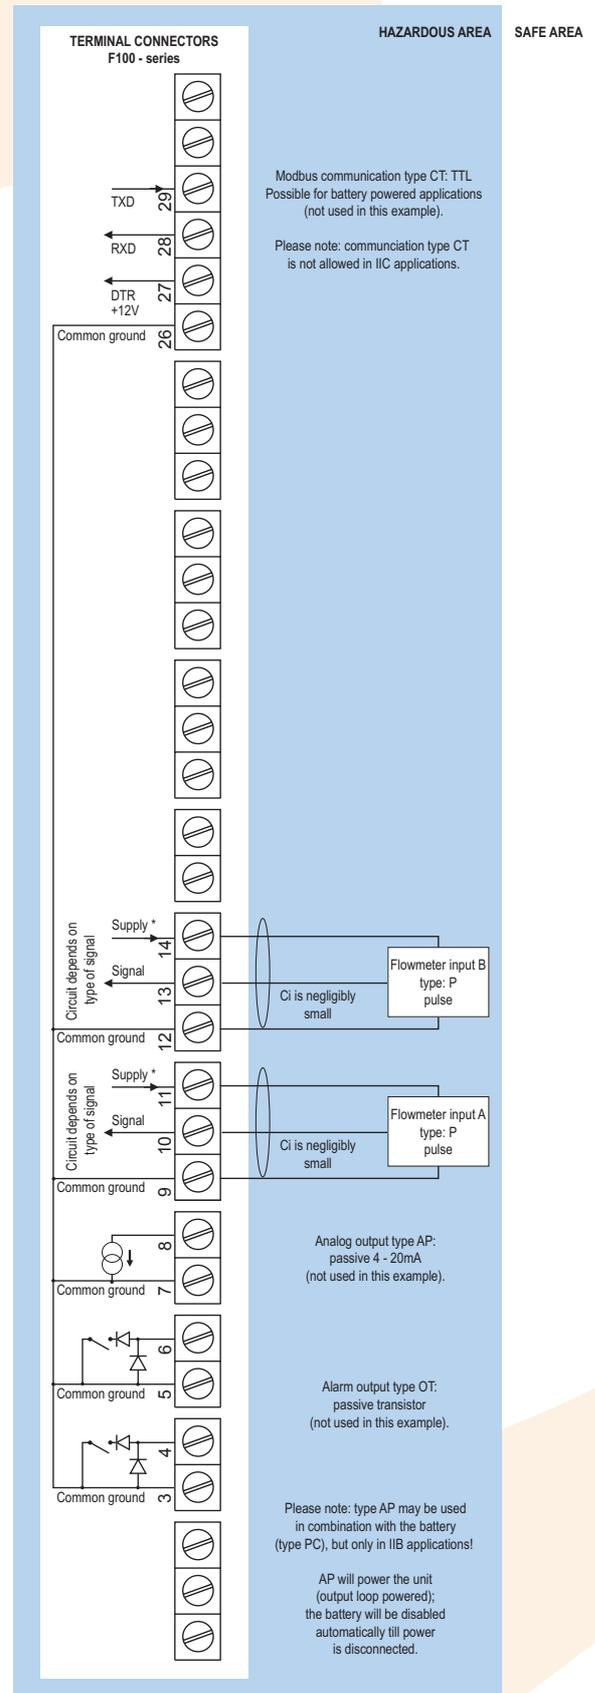 HAZARDOUS AREA
SAFE AREA
TERMINAL CONNECTORS
F100 - series
Modbus communication type CT: TTL
Possible for battery powered applications
(not used in this example).
Please note: communciation type CT
is not allowed in IIC applications.
TXD
29
RXD
28
DTR
+12V
27
Common ground
26
Circuit depends on
type of signal
Supply *
14
Signal
13
Common ground
12
Ci is negligibly
small
Flowmeter input B
type: P
pulse
Circuit depends on
type of signal
Supply *
11
Signal
10
Common ground
9
Ci is negligibly
small
Flowmeter input A
type: P
pulse
8
Common ground
7
Analog output type AP:
passive 4 - 20mA
(not used in this example).
6
Common ground
5
Alarm output type OT:
passive transistor
(not used in this example).
4
Common ground
3
Please note: type AP may be used
in combination with the battery
(type PC), but only in IIB applications!
AP will power the unit
(output loop powered);
the battery will be disabled
automatically till power
is disconnected.